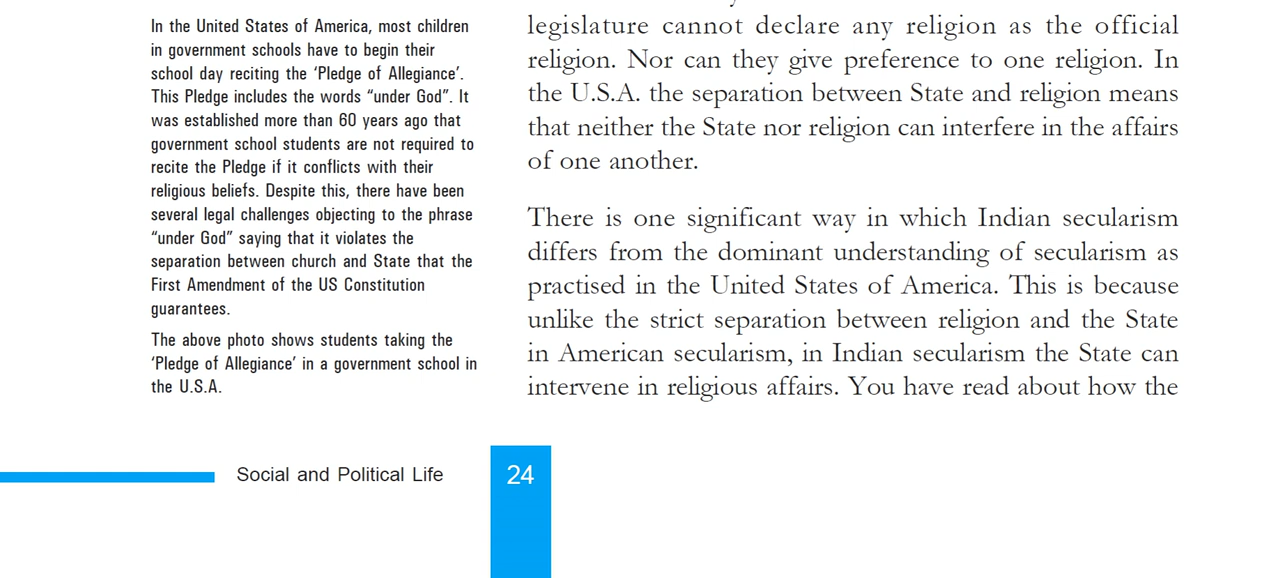 In the United States of America, most children
in government schools have to begin their
school day reciting the ‘Pledge of Allegiance’.
This Pledge includes the words “under God”. It
was established more than 60 years ago that
government school students are not required to
recite the Pledge if it conflicts with their
religious beliefs. Despite this, there have been
several legal challenges objecting to the phrase
“under God” saying that it violates the
separation between church and State that the
First Amendment of the US Constitution
guarantees.
The above photo shows students taking the
‘Pledge of Allegiance’ in a government school in
the U.S.A.
legislature cannot declare any religion as the official
religion. Nor can they give preference to one religion. In
the U.S.A. the separation between State and religion means
that neither the State nor religion can interfere in the affairs
of one another.
There is one significant way in which Indian secularism
differs from the dominant understanding of secularism as
practised in the United States of America. This is because
unlike the strict separation between religion and the State
in American secularism, in Indian secularism the State can
intervene in religious affairs. You have read about how the
Social and Political Life
24